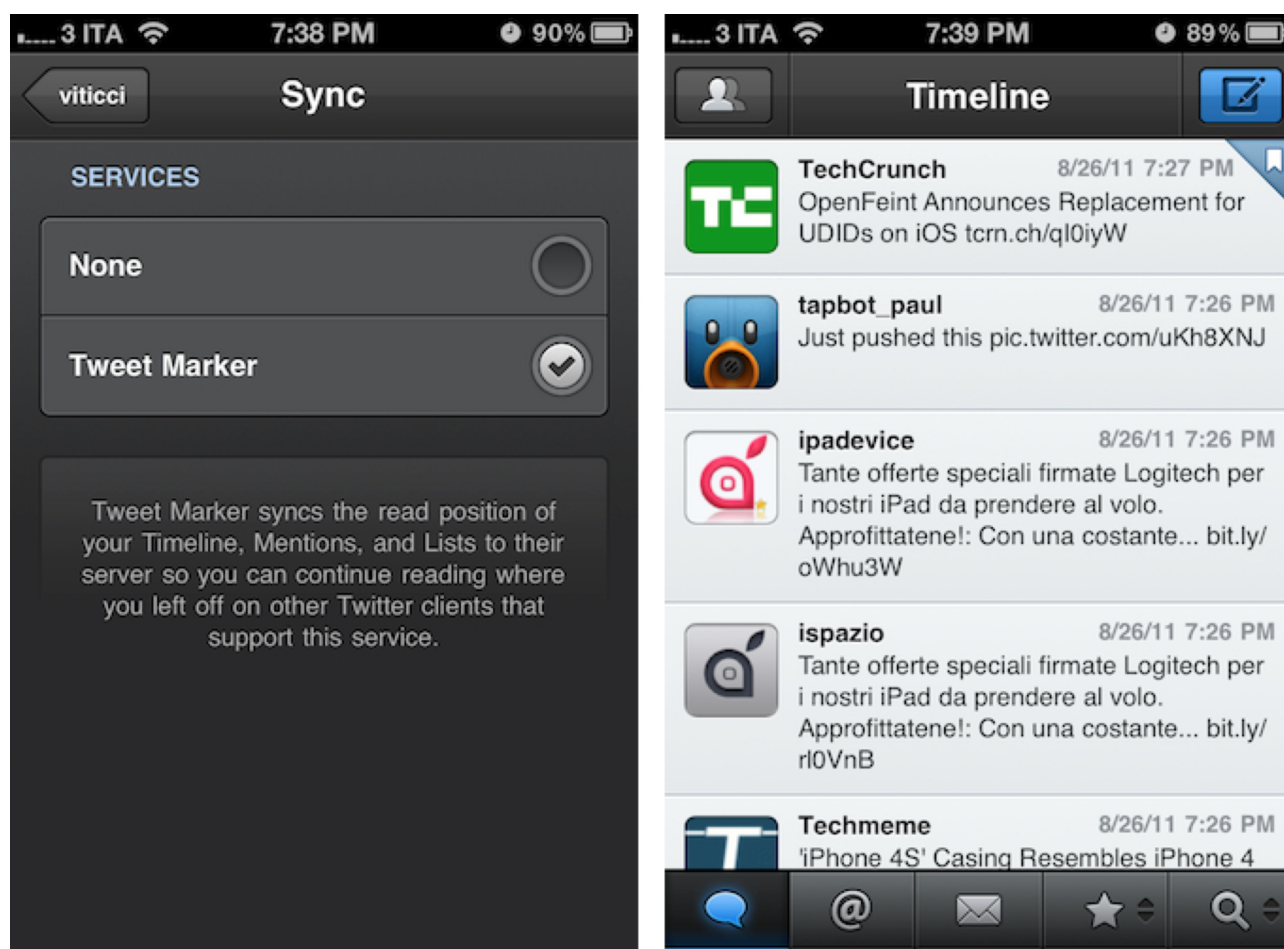 3 ITA 7:38 PM 90%
viticci Sync
SERVICES
None
Tweet Marker
Tweet Marker syncs the read position of
your Timeline, Mentions, and Lists to their
server so you can continue reading where
you left off on other Twitter clients that
support this service.
3 ITA 7:39 PM 89%
Timeline
TC
TechCrunch 8/26/11 7:27 PM
OpenFeint Announces Replacement for
UDIDs on iOS tcrn.ch/qI0iyW
tapbot_paul 8/26/11 7:26 PM
Just pushed this pic.twitter.com/uKh8XNJ
ipadevice 8/26/11 7:26 PM
Tante offerte speciali firmate Logitech per
i nostri iPad da prendere al volo.
Approfittatene!: Con una costante... bit.ly/
oWhu3W
ispazio 8/26/11 7:26 PM
Tante offerte speciali firmate Logitech per
i nostri iPad da prendere al volo.
Approfittatene!: Con una costante... bit.ly/
rl0VnB
T
Techmeme 8/26/11 7:26 PM
'iPhone 4S' Casing Resembles iPhone 4
@